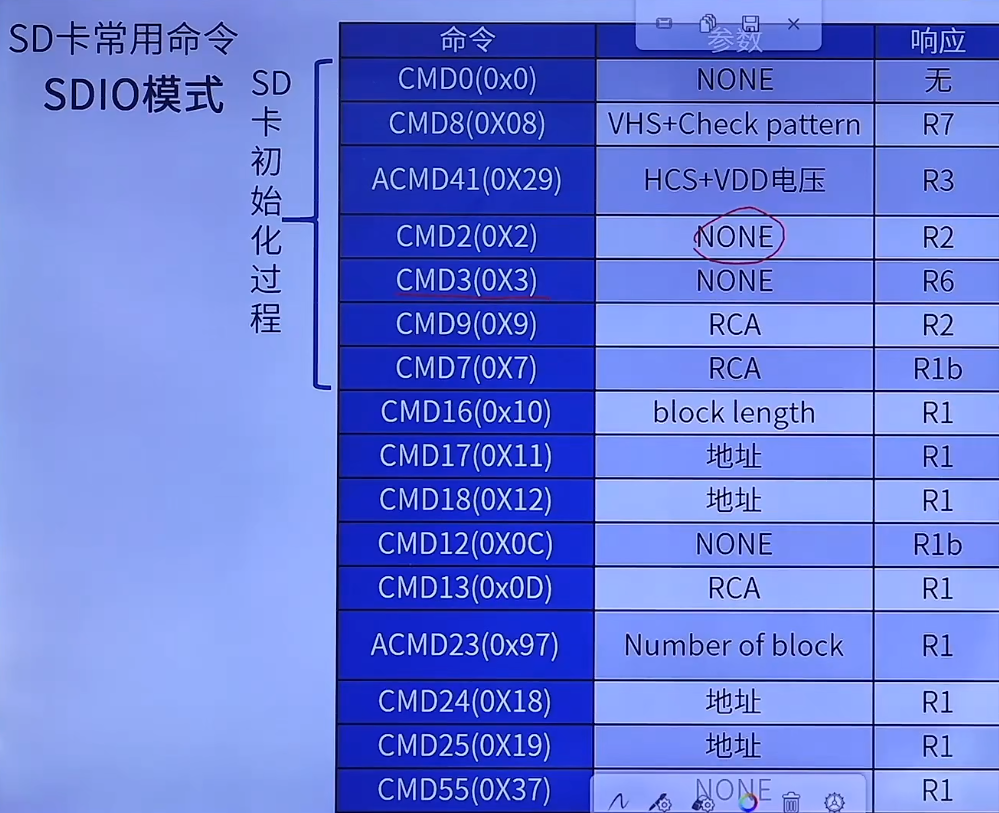 SD卡常用命令
SDIO模式
SD卡初始化过程
命令 参数 响应
CMD0(0x0) NONE 无
CMD8(0X08) VHS+Check pattern R7
ACMD41(0X29) HCS+VDD电压 R3
CMD2(0X2) NONE R2
CMD3(0X3) NONE R6
CMD9(0X9) RCA R2
CMD7(0X7) RCA R1b
CMD16(0x10) block length R1
CMD17(0X11) 地址 R1
CMD18(0X12) 地址 R1
CMD12(0X0C) NONE R1b
CMD13(0x0D) RCA R1
ACMD23(0x97) Number of block R1
CMD24(0X18) 地址 R1
CMD25(0X19) 地址 R1
CMD55(0X37) NONE R1